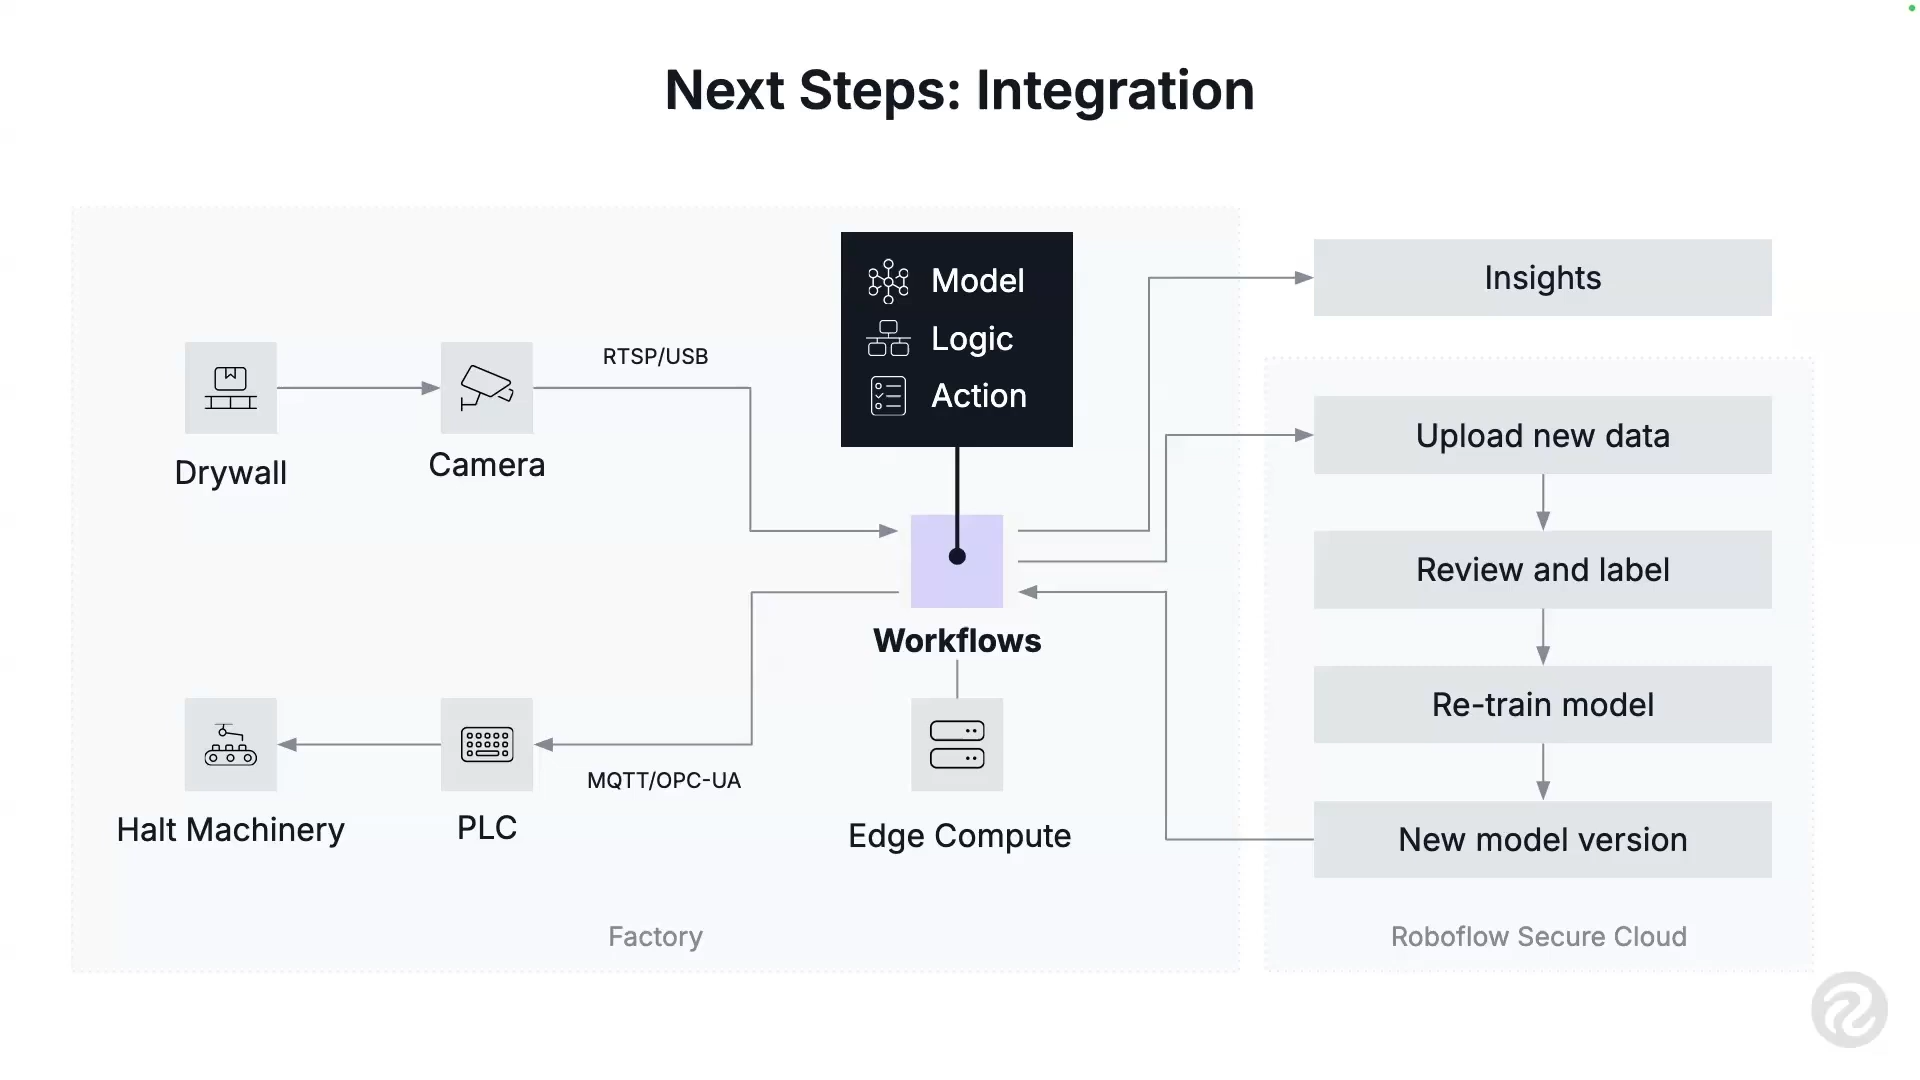 Next Steps: Integration
Model
Logic
Action
Insights
RTSP/USB
Drywall
Camera
Upload new data
Review and label
Workflows
Re-train model
MQTT/OPC-UA
Halt Machinery
PLC
Edge Compute
New model version
Factory
Roboflow Secure Cloud